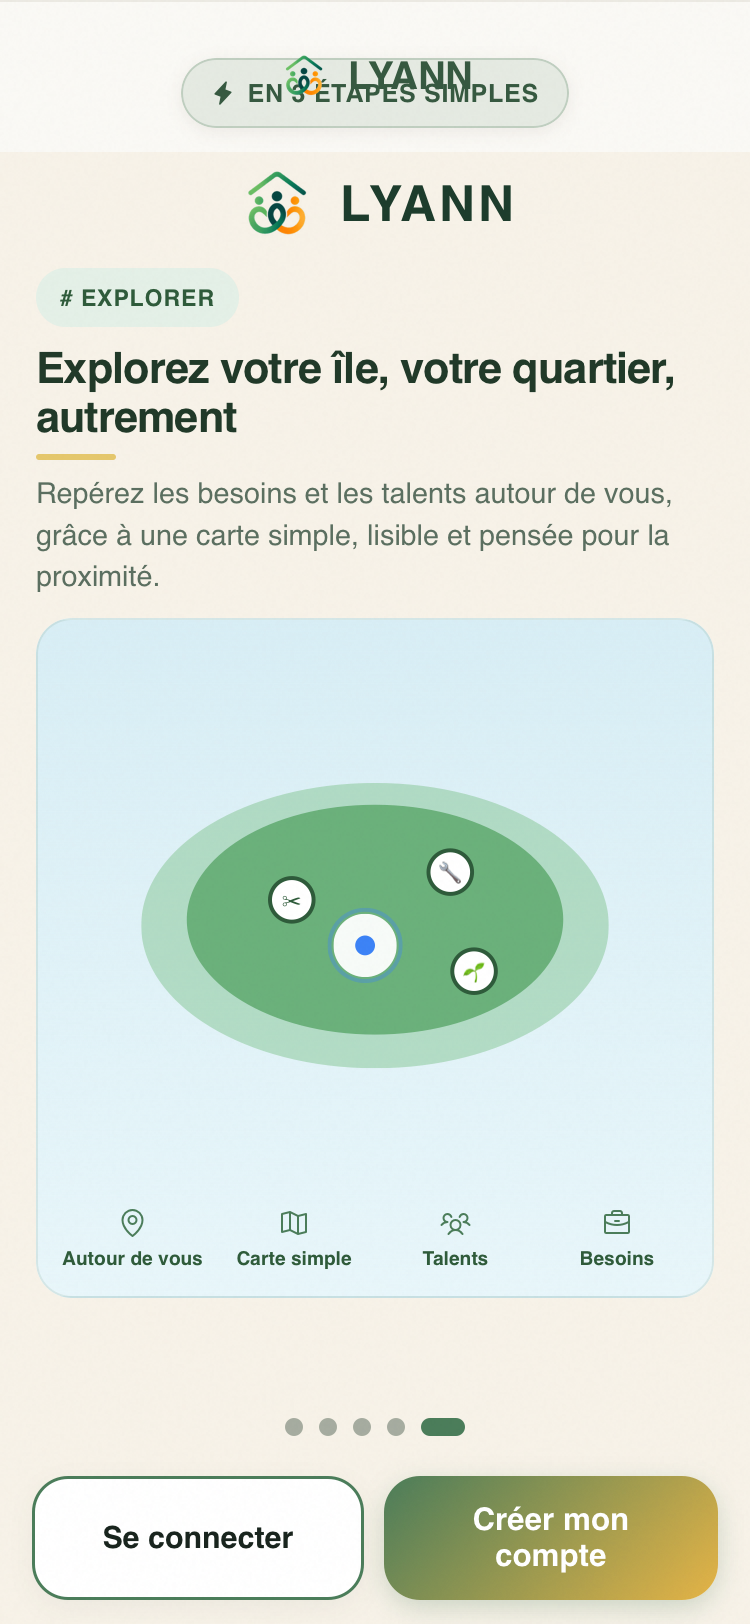 LYANN
EN 3 ÉTAPES SIMPLES
LYANN
# EXPLORER
Explorez votre île, votre quartier,
autrement
Repérez les besoins et les talents autour de vous,
grâce à une carte simple, lisible et pensée pour la
proximité.
Autour de vous
Carte simple
Talents
Besoins
Se connecter
Créer mon
compte